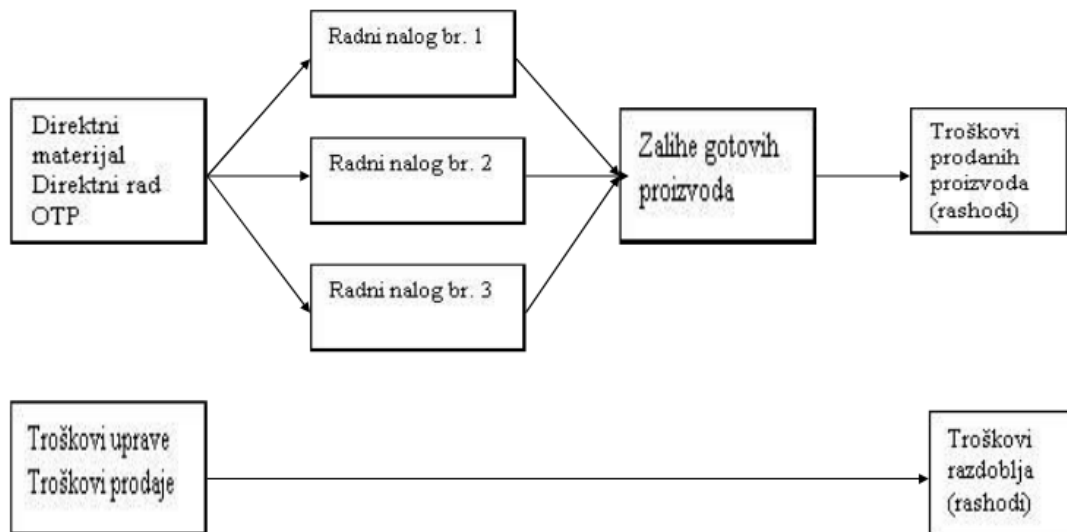 Direktni
materijal
Direktni rad
OTP
Radni nalog br. 1
Radni nalog br. 2
Radni nalog br. 3
Zalihe gotovih
proizvoda
Troškovi
prodanih
proizvoda
(rashodi)
Troškovi uprave
Troškovi prodaje
Troškovi
razdoblja
(rashodi)